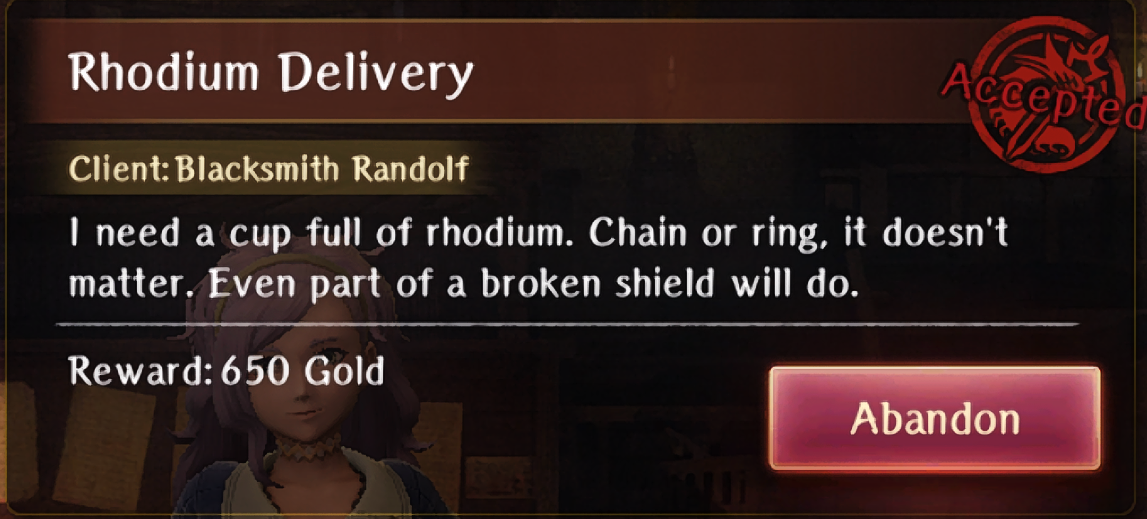 Rhodium Delivery
Accepted
Client: Blacksmith Randolf
I need a cup full of rhodium. Chain or ring, it doesn't
matter. Even part of a broken shield will do.
Reward: 650 Gold
Abandon